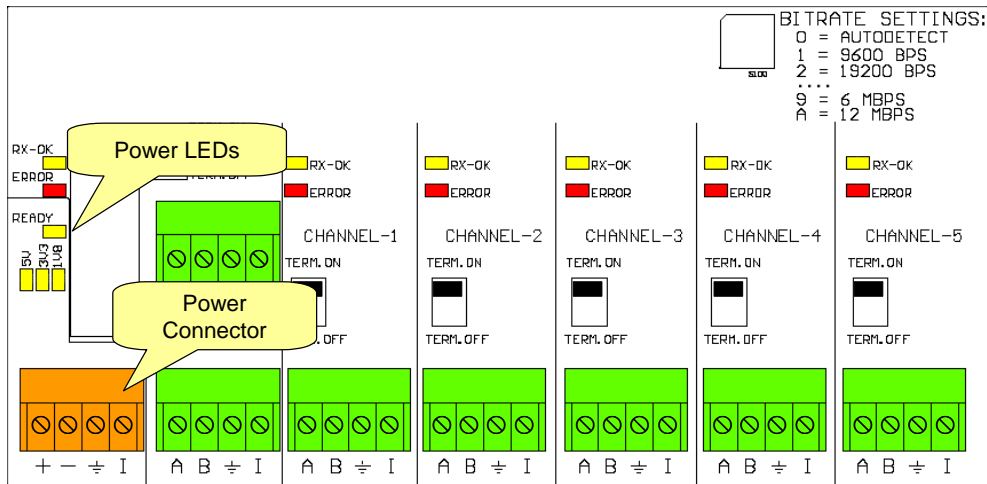 BITRATE SETTINGS:
0 = AUTODETECT
1 = 9600 BPS
2 = 19200 BPS
....
9 = 6 MBPS
A = 12 MBPS
S100
Power LEDs
RX-OK
ERROR
READY
5V
3V3
1V8
Power
Connector
RX-OK
ERROR
CHANNEL-1
TERM.ON
RX-OK
ERROR
CHANNEL-2
TERM.ON
TERM.OFF
RX-OK
ERROR
CHANNEL-3
TERM.ON
TERM.OFF
RX-OK
ERROR
CHANNEL-4
TERM.ON
TERM.OFF
RX-OK
ERROR
CHANNEL-5
TERM.ON
TERM.OFF
+ - ⏚ I
A B ⏚ I
A B ⏚ I
A B ⏚ I
A B ⏚ I
A B ⏚ I
A B ⏚ I